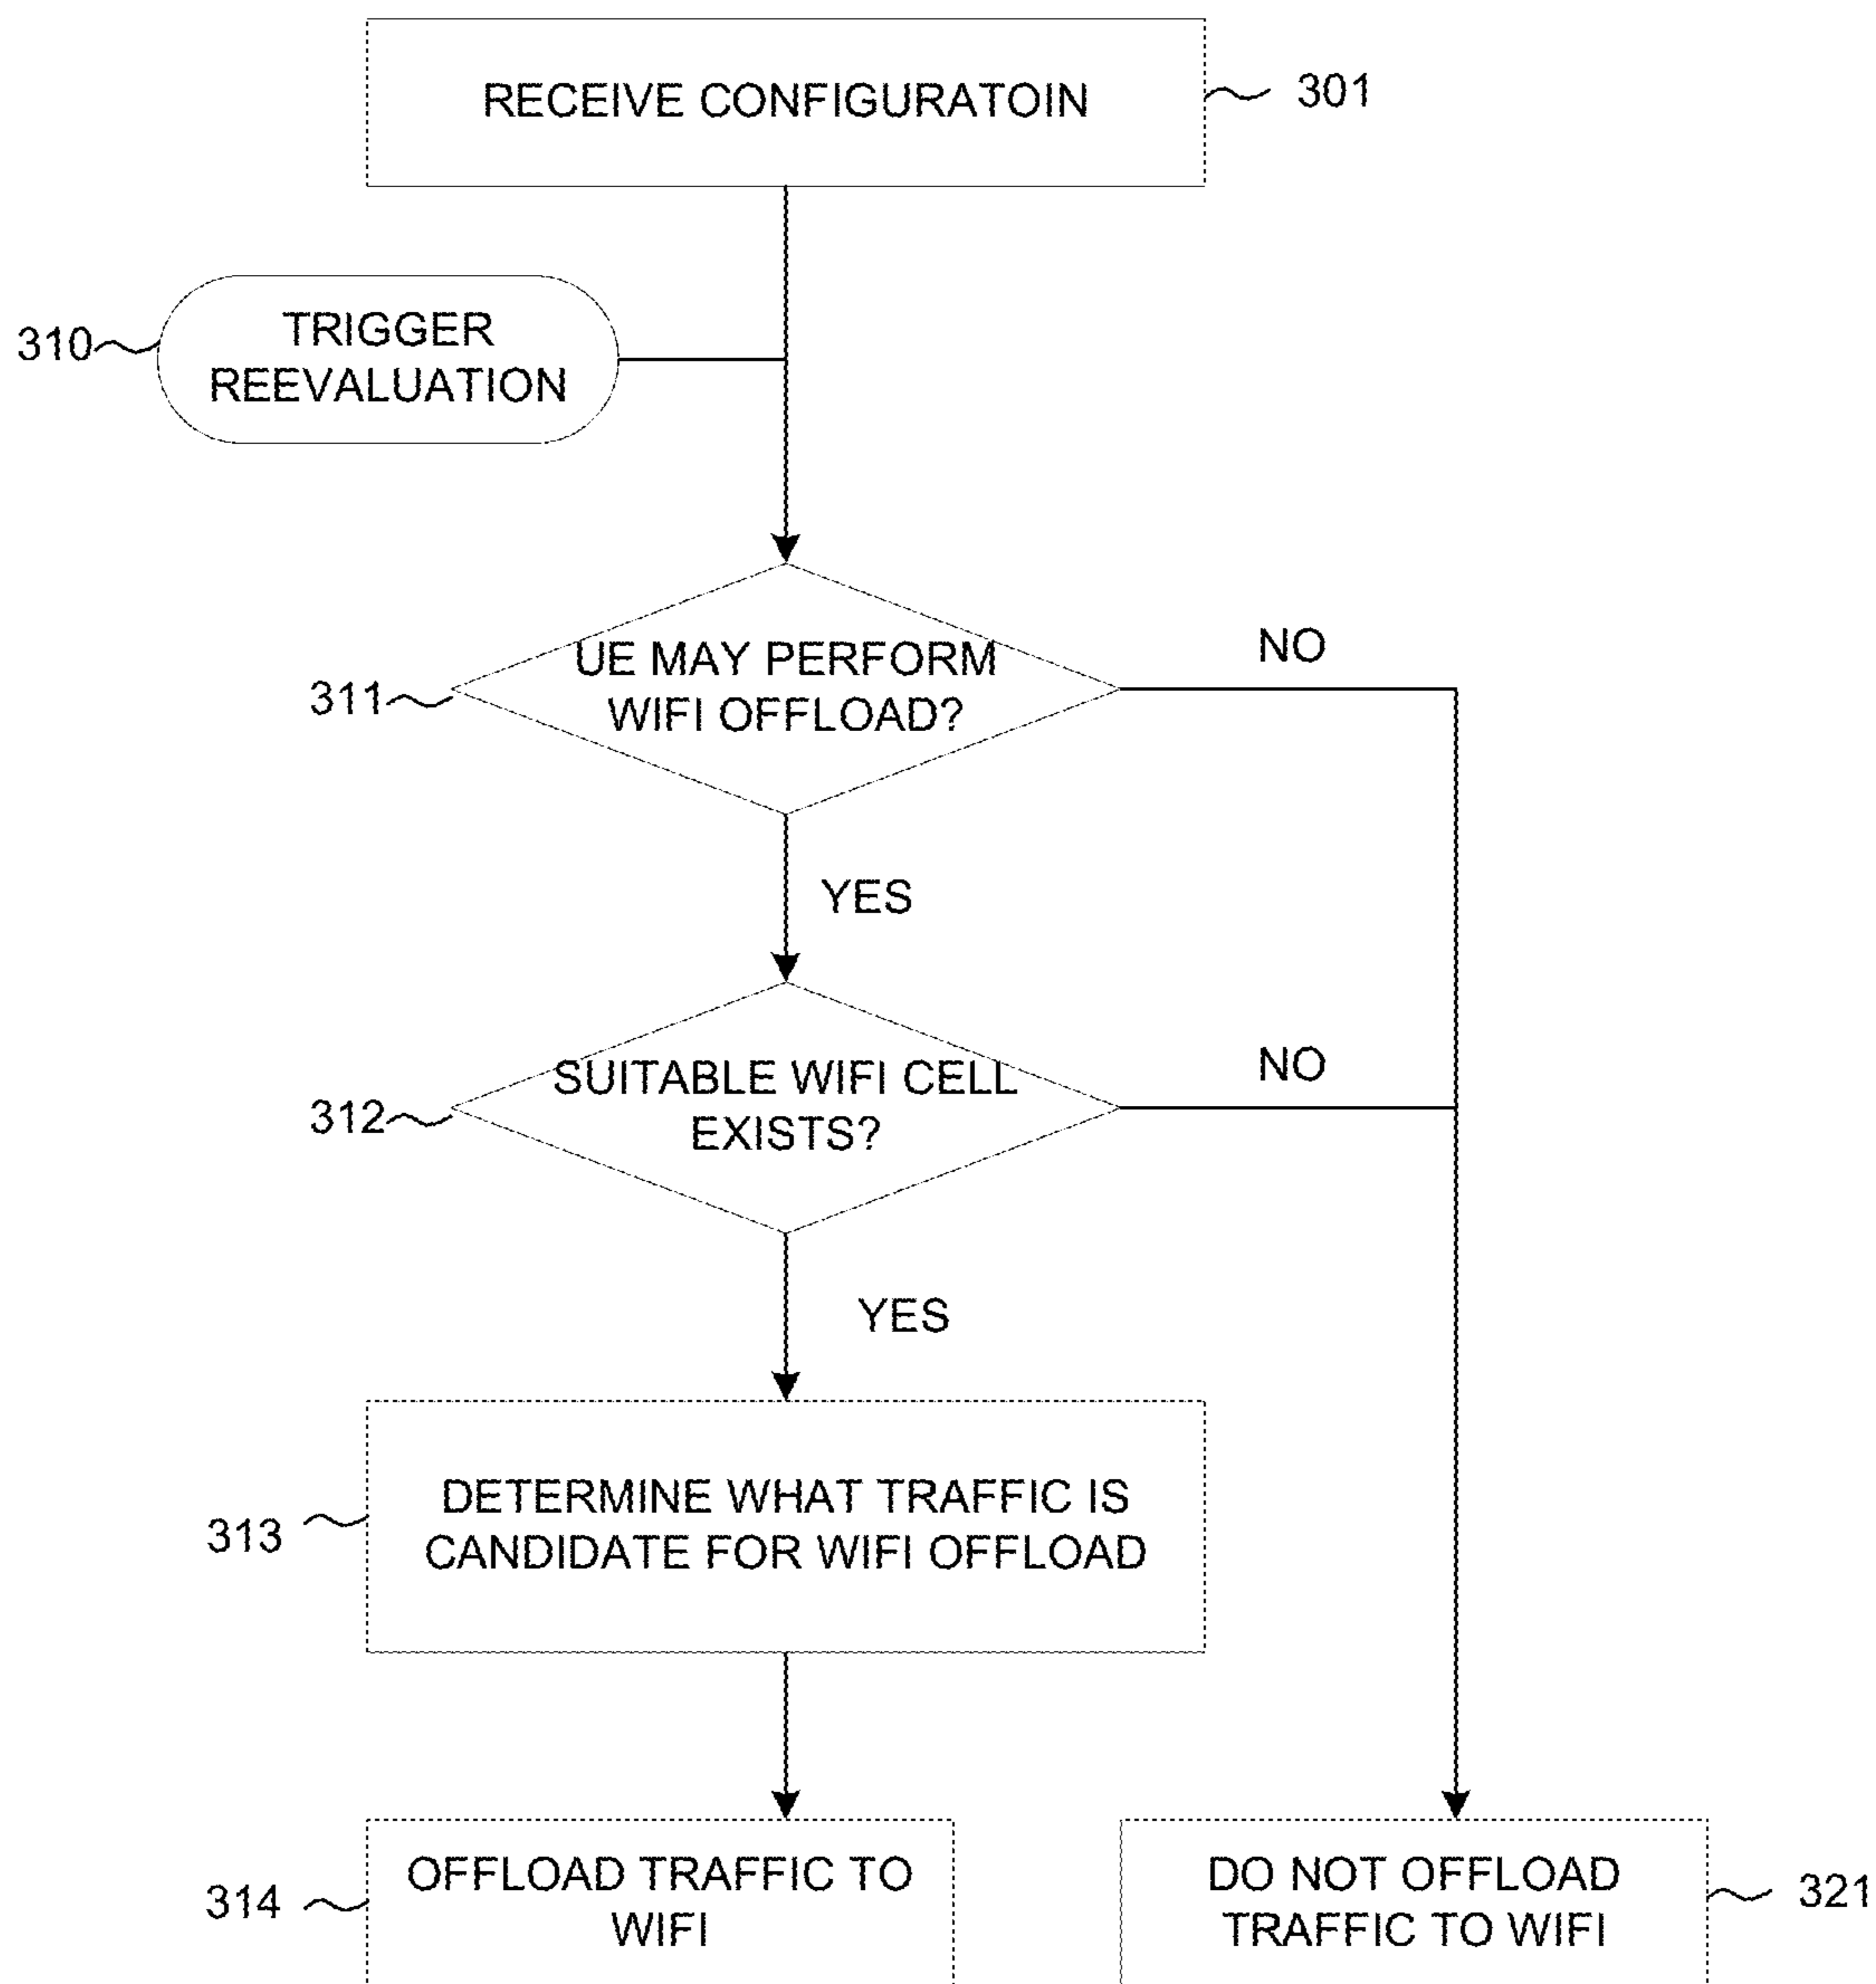 RECEIVE CONFIGURATOIN
301
310
TRIGGER
REEVALUATION
311
UE MAY PERFORM
WIFI OFFLOAD?
NO
YES
312
SUITABLE WIFI CELL
EXISTS?
NO
YES
313
DETERMINE WHAT TRAFFIC IS
CANDIDATE FOR WIFI OFFLOAD
314
OFFLOAD TRAFFIC TO
WIFI
DO NOT OFFLOAD
TRAFFIC TO WIFI
321